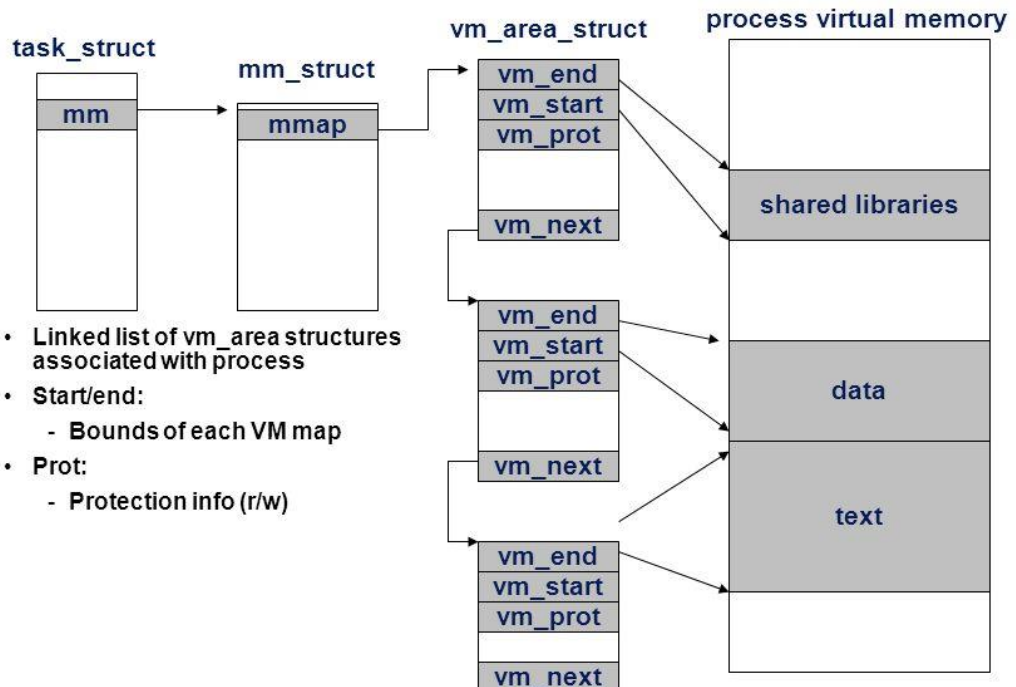 task_struct
mm
mm_struct
mmap
vm_area_struct
vm_end
vm_start
vm_prot
vm_next
vm_end
vm_start
vm_prot
vm_next
vm_end
vm_start
vm_prot
vm_next
process virtual memory
shared libraries
data
text
• Linked list of vm_area structures
associated with process
• Start/end:
- Bounds of each VM map
• Prot:
- Protection info (r/w)